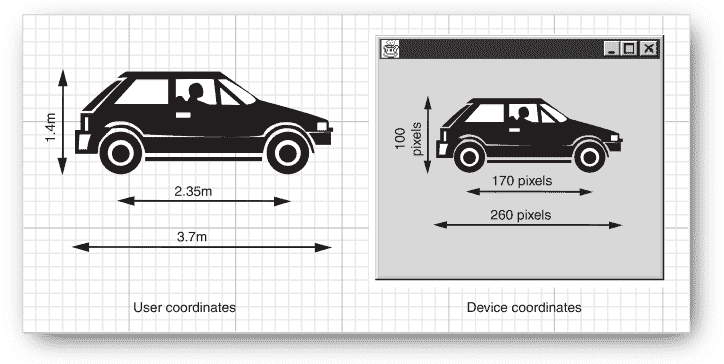 1.4m
2.35m
3.7m
User coordinates
100
pixels
170 pixels
260 pixels
Device coordinates